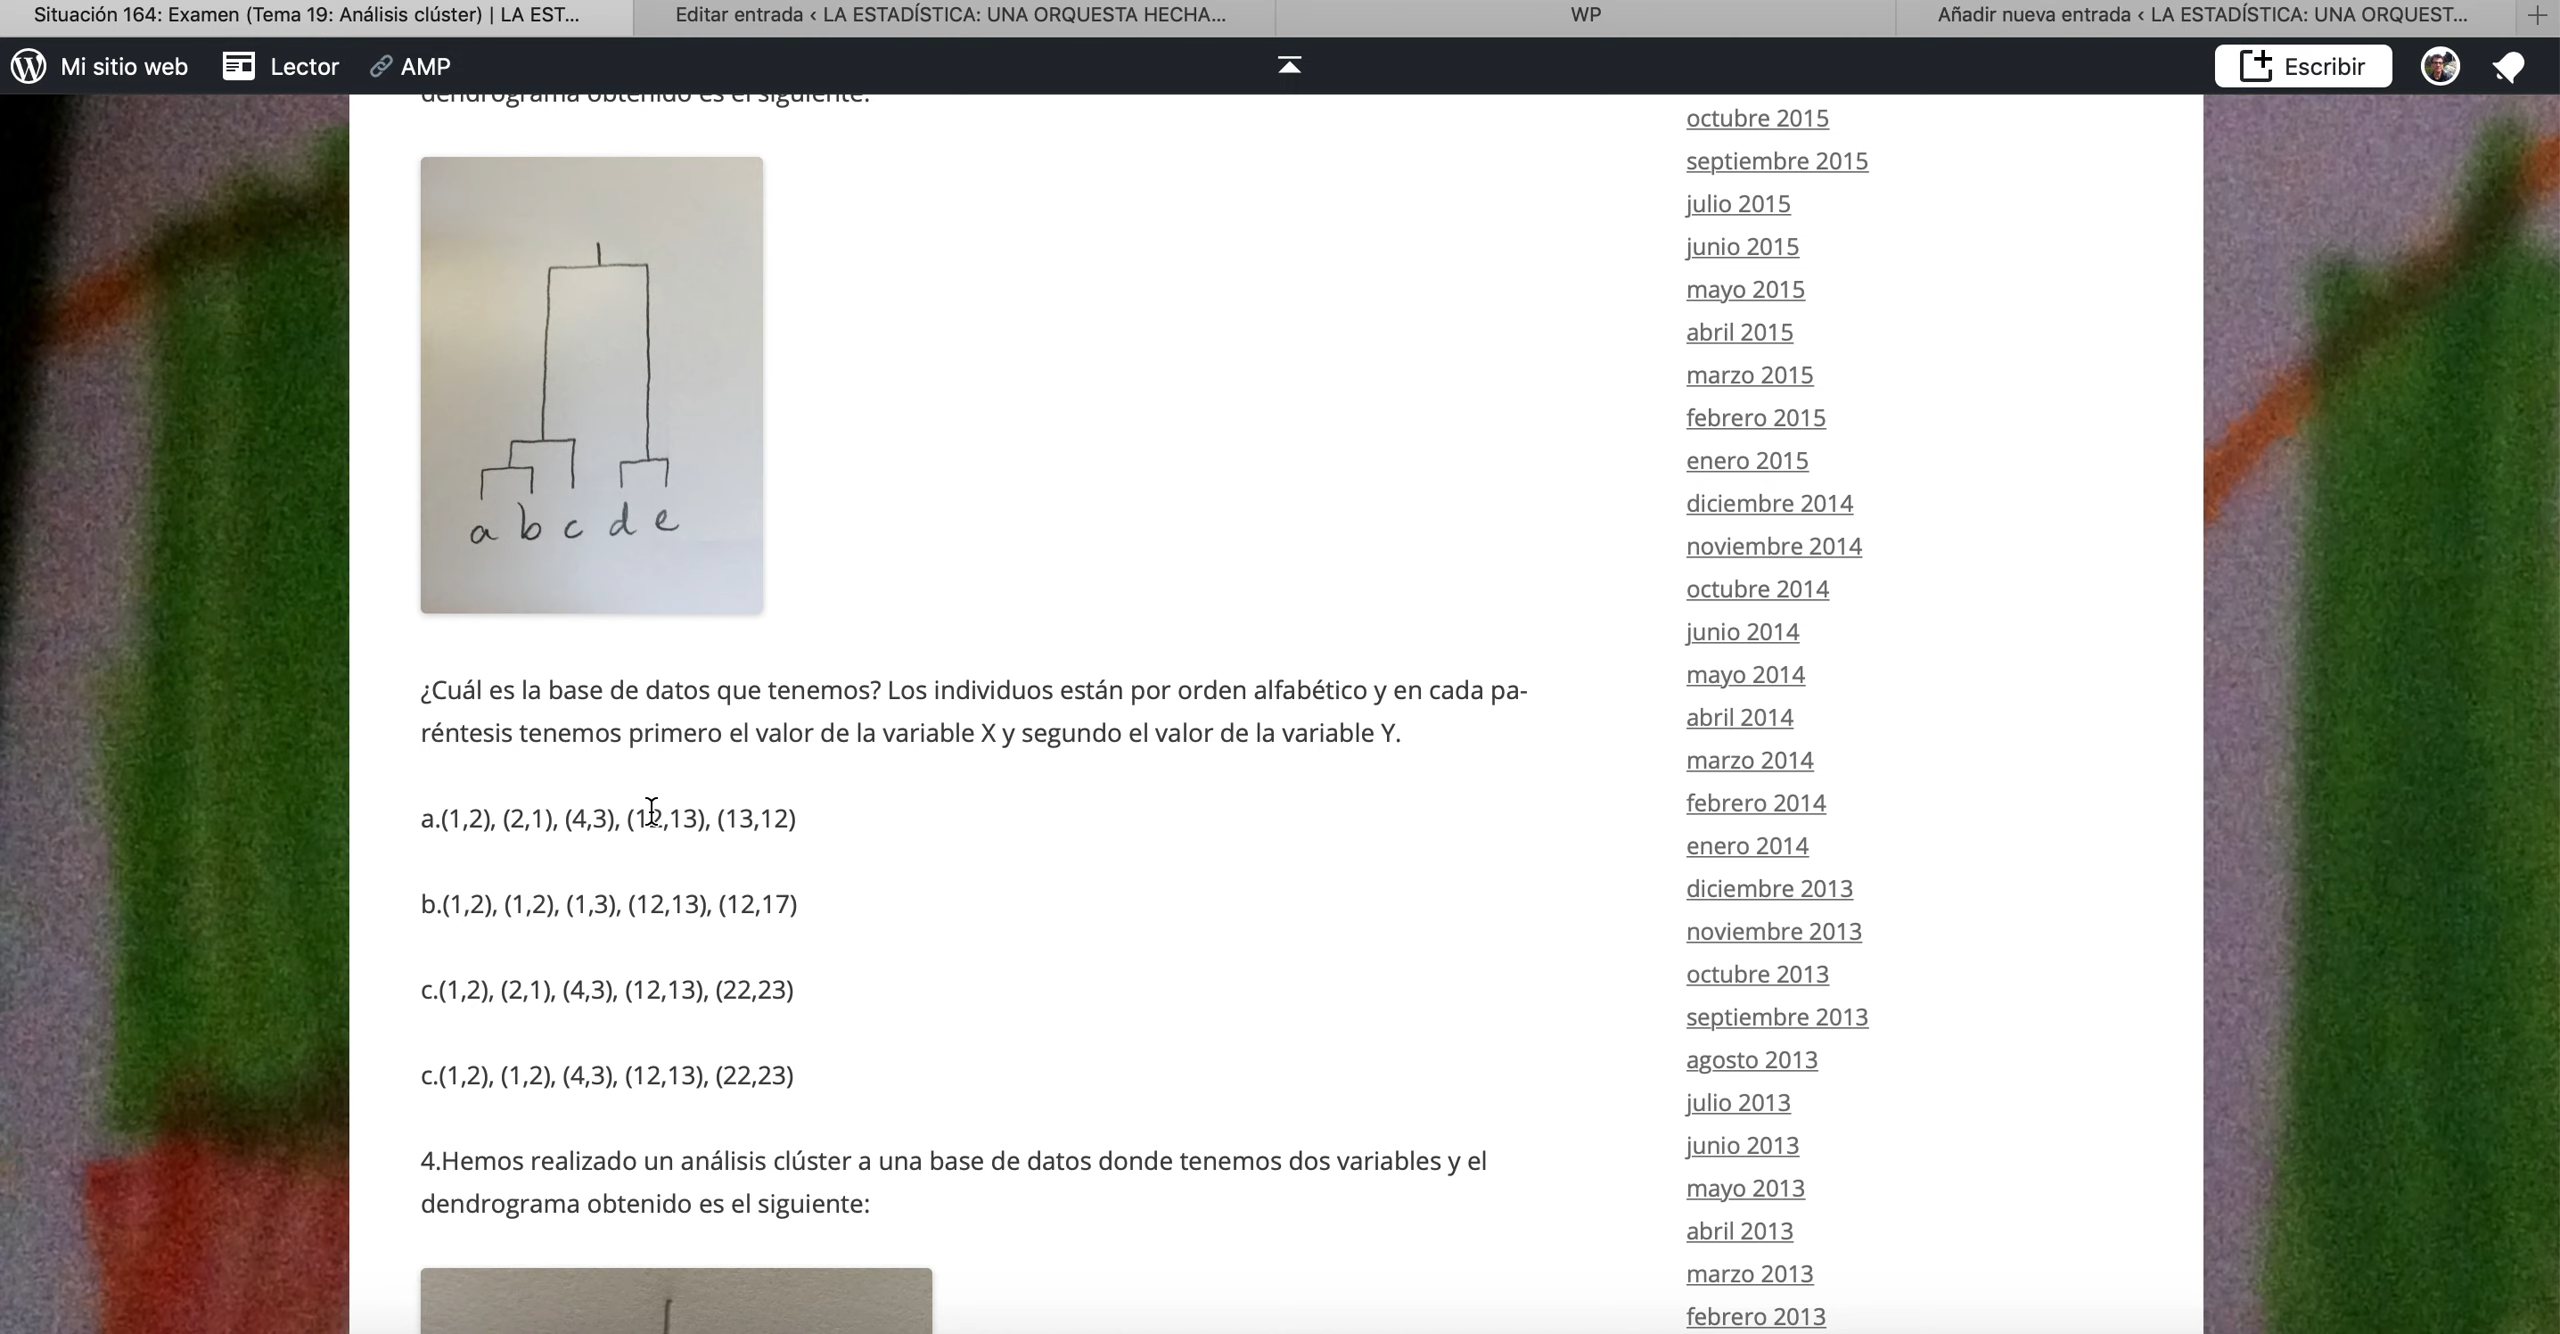 Situación 164: Examen (Tema 19: Análisis clúster) | LA EST...
Editar entrada ‹ LA ESTADÍSTICA: UNA ORQUESTA HECHA...
WP
Añadir nueva entrada ‹ LA ESTADÍSTICA: UNA ORQUEST...
Mi sitio web
Lector
AMP
Escribir
dendrograma obtenido es el siguiente:
a b c d e
¿Cuál es la base de datos que tenemos? Los individuos están por orden alfabético y en cada pa-
réntesis tenemos primero el valor de la variable X y segundo el valor de la variable Y.
a.(1,2), (2,1), (4,3), (12,13), (13,12)
b.(1,2), (1,2), (1,3), (12,13), (12,17)
c.(1,2), (2,1), (4,3), (12,13), (22,23)
c.(1,2), (1,2), (4,3), (12,13), (22,23)
4.Hemos realizado un análisis clúster a una base de datos donde tenemos dos variables y el
dendrograma obtenido es el siguiente:
octubre 2015
septiembre 2015
julio 2015
junio 2015
mayo 2015
abril 2015
marzo 2015
febrero 2015
enero 2015
diciembre 2014
noviembre 2014
octubre 2014
junio 2014
mayo 2014
abril 2014
marzo 2014
febrero 2014
enero 2014
diciembre 2013
noviembre 2013
octubre 2013
septiembre 2013
agosto 2013
julio 2013
junio 2013
mayo 2013
abril 2013
marzo 2013
febrero 2013